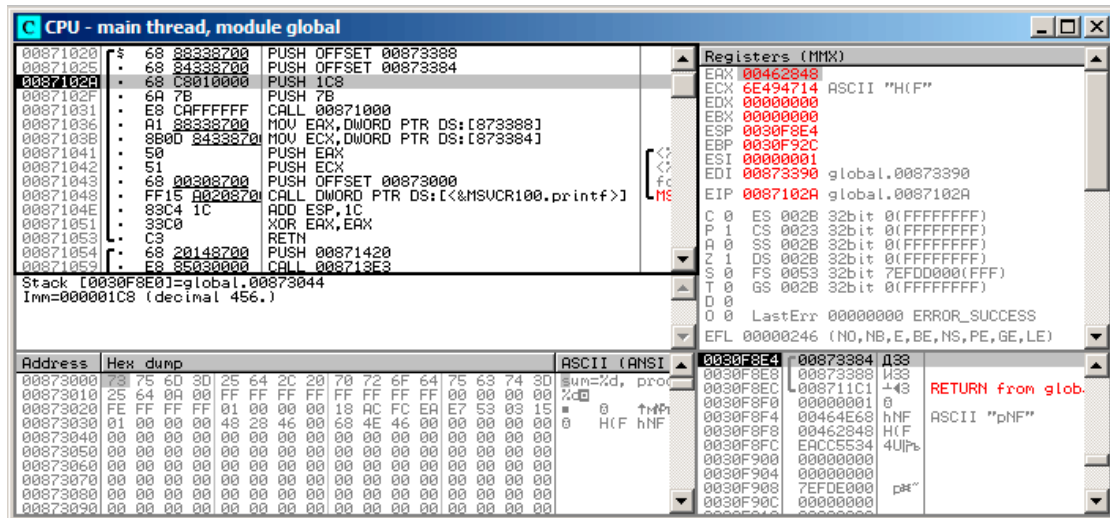 CPU - main thread, module global
00871020 $ 68 88338700 PUSH OFFSET 00873388
00871025 . 68 84338700 PUSH OFFSET 00873384
0087102A . 68 C8010000 PUSH 1C8
0087102F . 6A 7B PUSH 7B
00871031 . E8 CAFFFFFF CALL 00871000
00871036 . A1 88338700 MOV EAX,DWORD PTR DS:[873388]
0087103B . 8B0D 84338700 MOV ECX,DWORD PTR DS:[873384]
00871041 . 50 PUSH EAX
00871042 . 51 PUSH ECX
00871043 . 68 00308700 PUSH OFFSET 00873000
00871048 . FF15 A0208700 CALL DWORD PTR DS:[<&MSVCR100.printf>]
0087104E . 83C4 1C ADD ESP,1C
00871051 . 33C0 XOR EAX,EAX
00871053 . C3 RETN
00871054 . 68 20148700 PUSH 00871420
00871059 . E8 85030000 CALL 008713E3
Stack [0030F8E0]=global.00873044
Imm=000001C8 (decimal 456.)
Registers (MMX)
EAX 00462848
ECX 6E494714 ASCII "H(F"
EDX 00000000
EBX 00000000
ESP 0030F8E4
EBP 0030F92C
ESI 00000001
EDI 00873390 global.00873390
EIP 0087102A global.0087102A
C 0 ES 002B 32bit 0(FFFFFFFF)
P 1 CS 0023 32bit 0(FFFFFFFF)
A 0 SS 002B 32bit 0(FFFFFFFF)
Z 1 DS 002B 32bit 0(FFFFFFFF)
S 0 FS 0053 32bit 7EFDD000(FFF)
T 0 GS 002B 32bit 0(FFFFFFFF)
D 0
O 0 LastErr 00000000 ERROR_SUCCESS
EFL 00000246 (NO,NB,E,BE,NS,PE,GE,LE)
Address Hex dump ASCII (ANSI
00873000 73 75 6D 3D 25 64 2C 20 70 72 6F 64 75 63 74 3D sum=%d, prod
00873010 25 64 0A 00 FF FF FF FF FF FF FF FF 00 00 00 00 %d
00873020 FE FF FF FF 01 00 00 00 18 AC FC EA E7 53 03 15
00873030 01 00 00 00 48 28 46 00 68 4E 46 00 00 00 00 00 H(F hNF
00873040 00 00 00 00 00 00 00 00 00 00 00 00 00 00 00 00
00873050 00 00 00 00 00 00 00 00 00 00 00 00 00 00 00 00
00873060 00 00 00 00 00 00 00 00 00 00 00 00 00 00 00 00
00873070 00 00 00 00 00 00 00 00 00 00 00 00 00 00 00 00
00873080 00 00 00 00 00 00 00 00 00 00 00 00 00 00 00 00
00873090 00 00 00 00 00 00 00 00 00 00 00 00 00 00 00 00
0030F8E4 00873384 Д33
0030F8E8 00873388 И33
0030F8EC 008711C1 RETURN from glob
0030F8F0 00000001
0030F8F4 00464E68 hNF ASCII "pNF"
0030F8F8 00462848 H(F
0030F8FC EACC5534
0030F900 00000000
0030F904 00000000
0030F908 7EFDE000
0030F90C 00000000